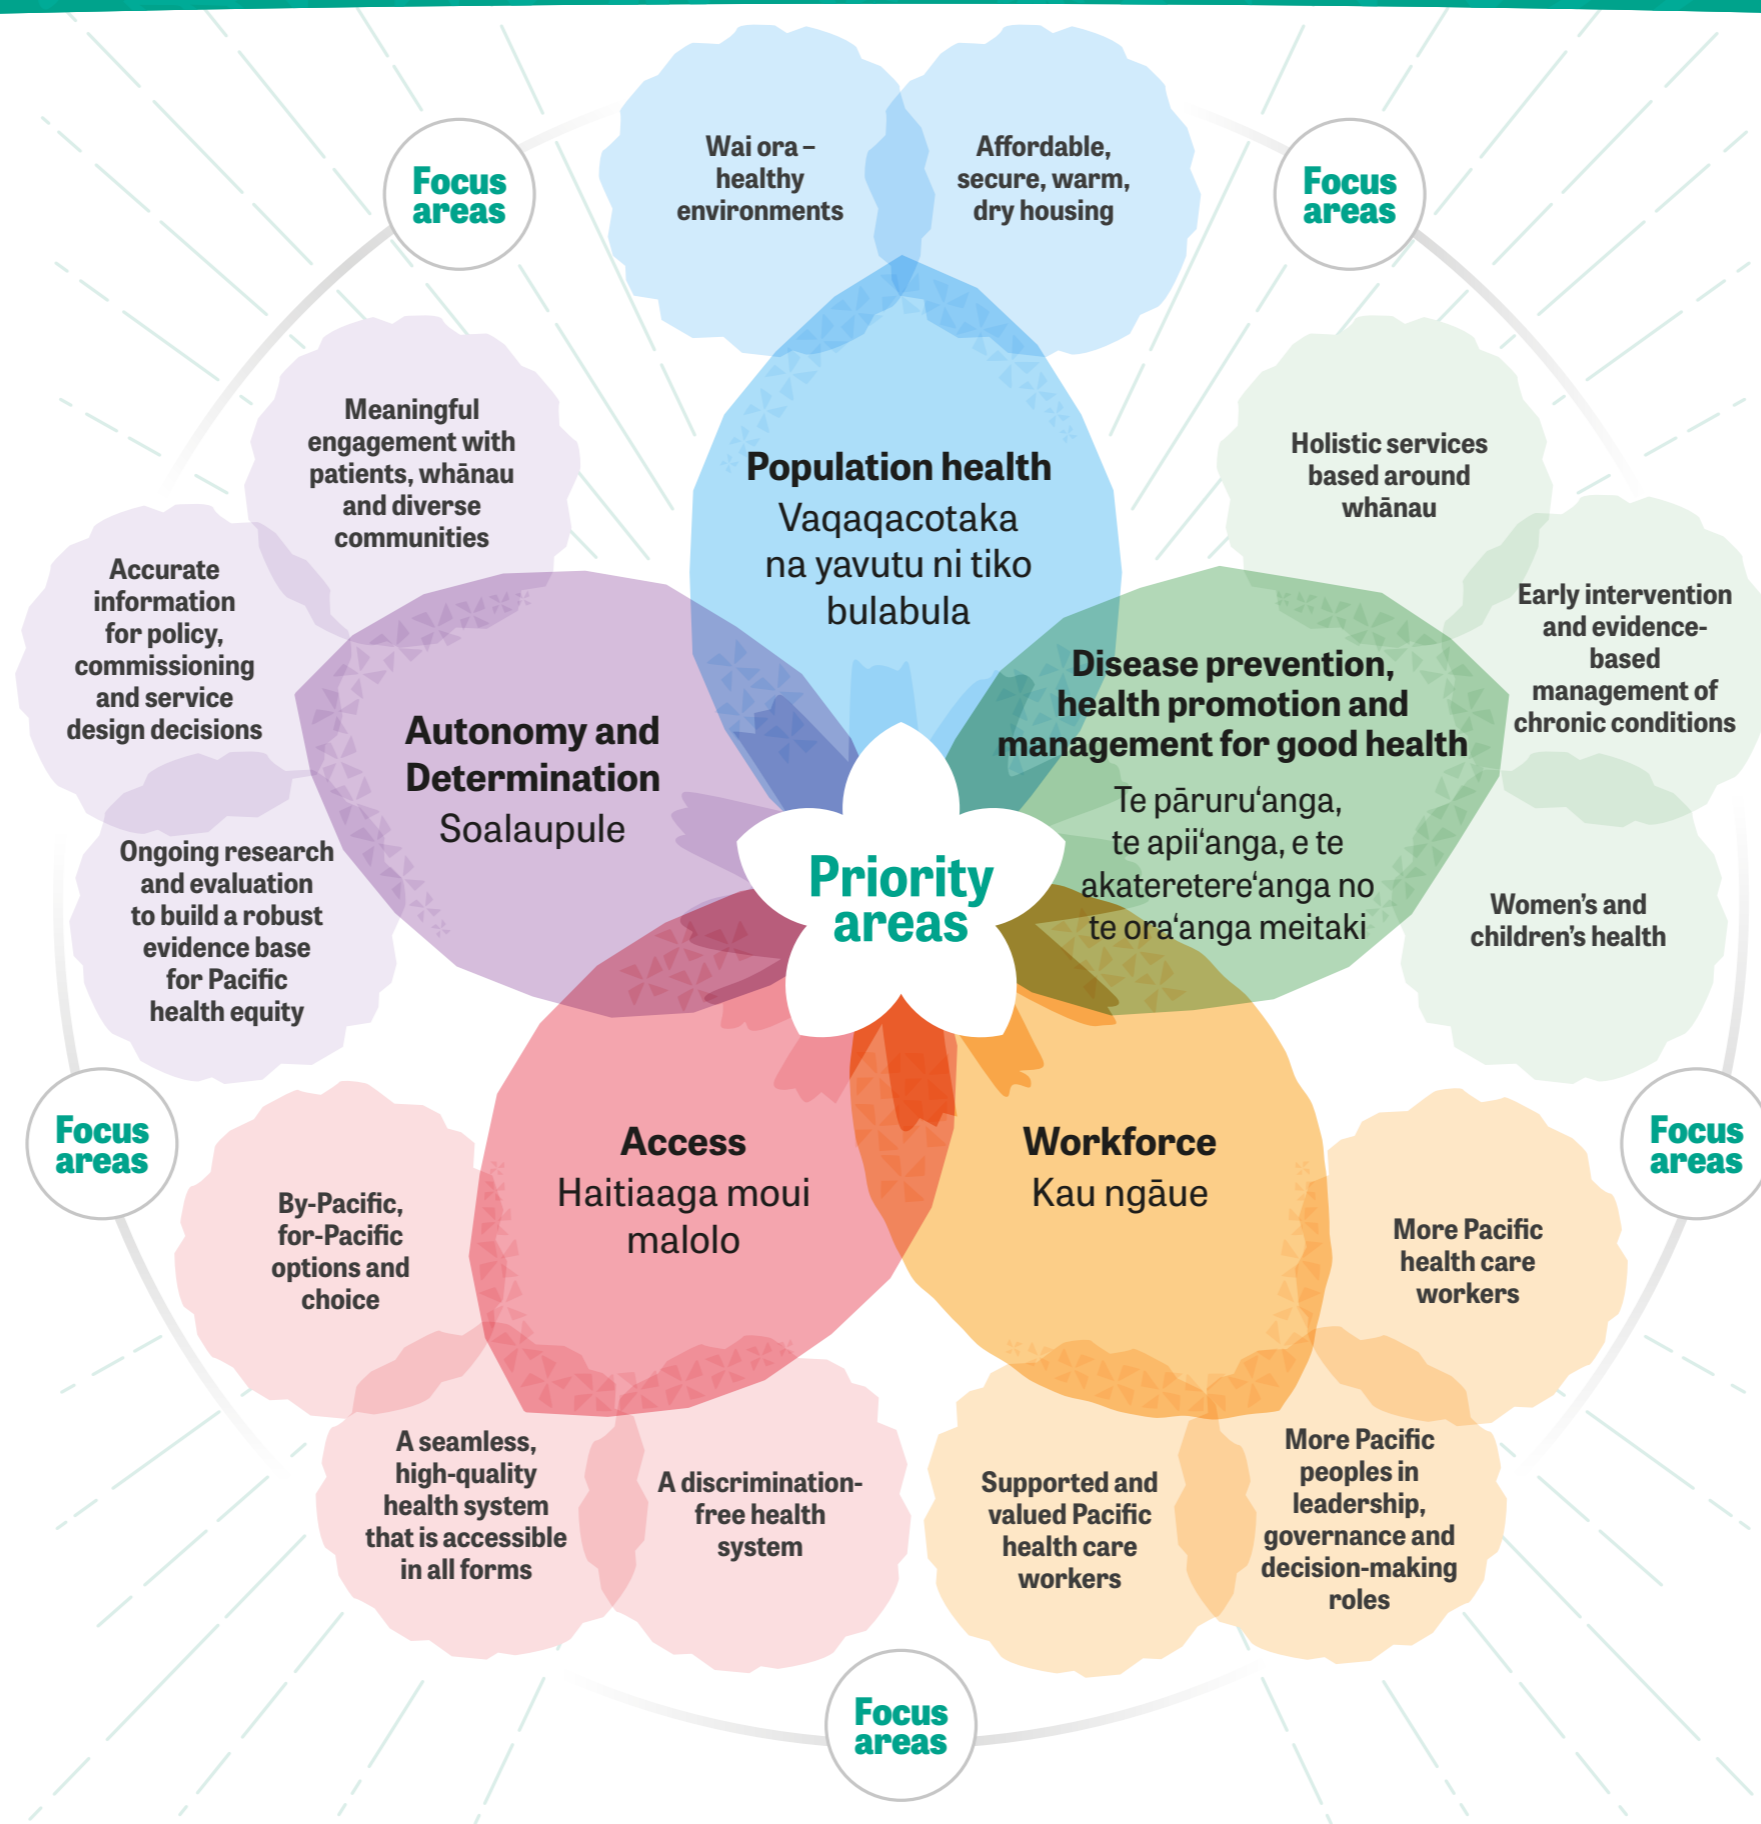 Focus
areas
Wai ora –
healthy
environments
Affordable,
secure, warm,
dry housing
Focus
areas
Population health
Vaqaqacotaka
na yavutu ni tiko
bulabula
Meaningful
engagement with
patients, whānau
and diverse
communities
Accurate
information
for policy,
commissioning
and service
design decisions
Ongoing research
and evaluation
to build a robust
evidence base
for Pacific
health equity
Autonomy and
Determination
Soalaupule
Disease prevention,
health promotion and
management for good health
Te pāruru‘anga,
te apii‘anga, e te
akateretere‘anga no
te ora‘anga meitaki
Holistic services
based around
whānau
Early intervention
and evidence-
based
management of
chronic conditions
Women’s and
children’s health
Priority
areas
Focus
areas
Focus
areas
Access
Haitiaaga moui
malolo
By-Pacific,
for-Pacific
options and
choice
A seamless,
high-quality
health system
that is accessible
in all forms
A discrimination-
free health
system
Workforce
Kau ngāue
More Pacific
health care
workers
Supported and
valued Pacific
health care
workers
More Pacific
peoples in
leadership,
governance and
decision-making
roles
Focus
areas